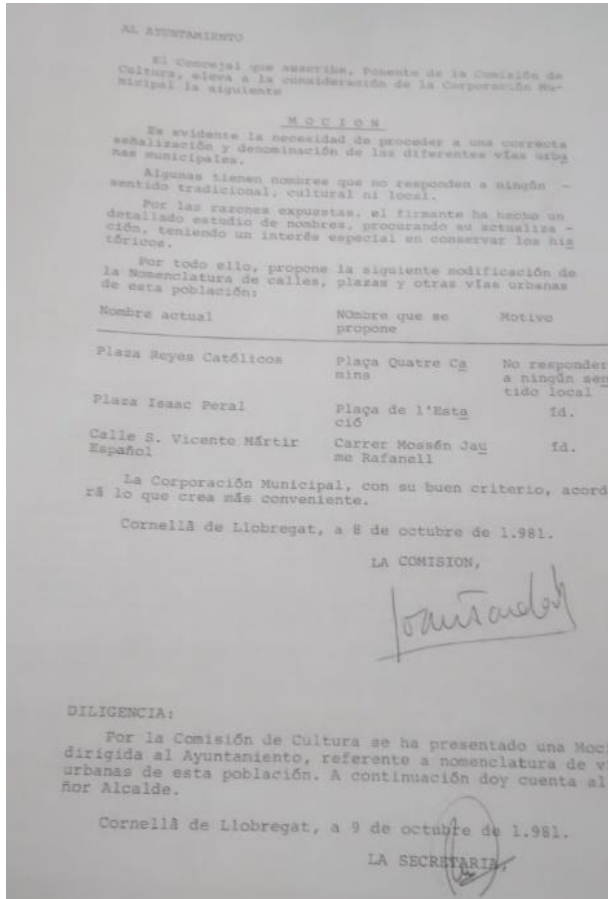 AL AYUNTAMIENTO
El Concejal que suscribe, Ponente de la Comisión de
Cultura, eleva a la consideración de la Corporación Mu-
nicipal la siguiente
M O C I O N
Es evidente la necesidad de proceder a una correcta
señalización y denominación de las diferentes vías urba
nas municipales.
Algunas tienen nombres que no responden a ningún -
sentido tradicional, cultural ni local.
Por las razones expuestas, el firmante ha hecho un
detallado estudio de nombres, procurando su actualiza -
ción, teniendo un interés especial en conservar los his
tóricos.
Por todo ello, propone la siguiente modificación de
la Nomenclatura de calles, plazas y otras vías urbanas
de esta población:
Nombre actual NOmbre que se Motivo
propone
Plaza Reyes Católicos Plaça Quatre Ca No responder
mins a ningún sen
tido local
Plaza Isaac Peral Plaça de l'Esta íd.
ció
Calle S. Vicente Mártir Carrer Mossén Jau íd.
Español me Rafanell
La Corporación Municipal, con su buen criterio, acord
rá lo que crea más conveniente.
Cornellà de Llobregat, a 8 de octubre de 1.981.
LA COMISION,
DILIGENCIA:
Por la Comisión de Cultura se ha presentado una Moc
dirigida al Ayuntamiento, referente a nomenclatura de v
urbanas de esta población. A continuación doy cuenta al
ñor Alcalde.
Cornellà de Llobregat, a 9 de octubre de 1.981.
LA SECRETARIA,